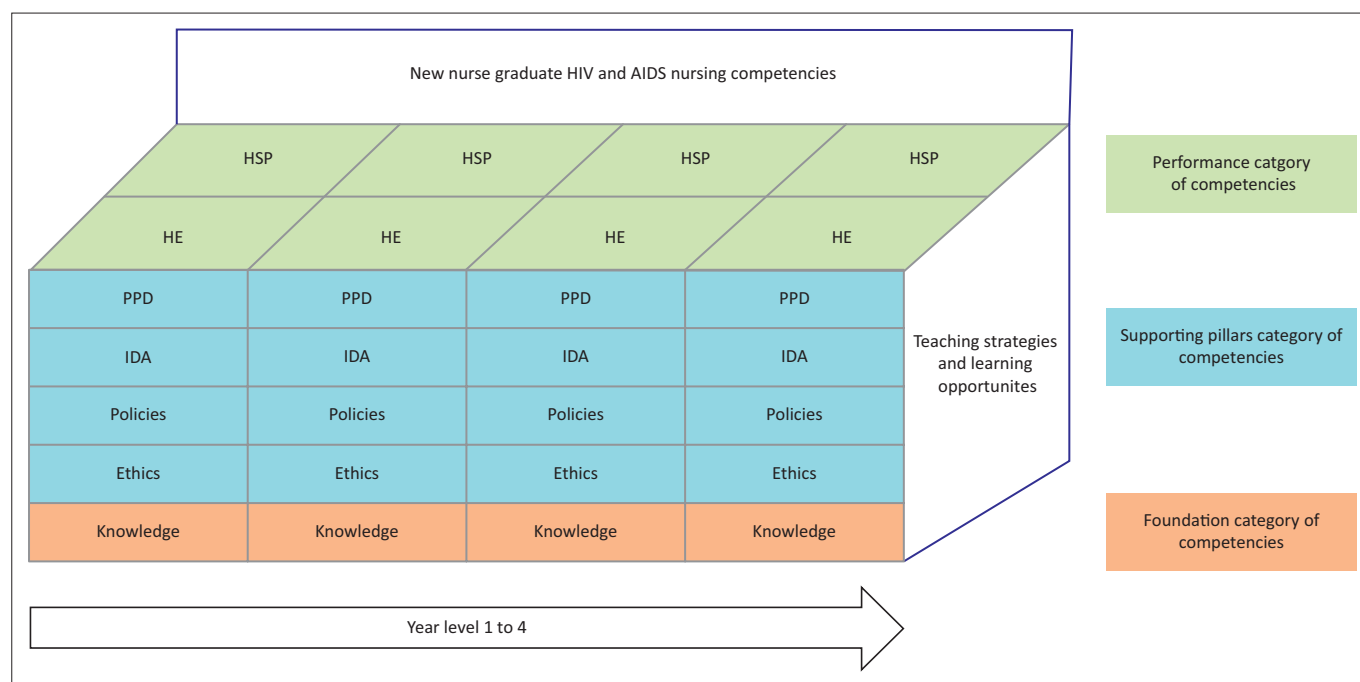 New nurse graduate HIV and AIDS nursing competencies
HSP HSP HSP HSP
HE HE HE HE
PPD PPD PPD PPD
IDA IDA IDA IDA
Policies Policies Policies Policies
Ethics Ethics Ethics Ethics
Knowledge Knowledge Knowledge Knowledge
Teaching strategies
and learning
opportunites
Year level 1 to 4
Performance catgory
of competencies
Supporting pillars category of
competencies
Foundation category of
competencies